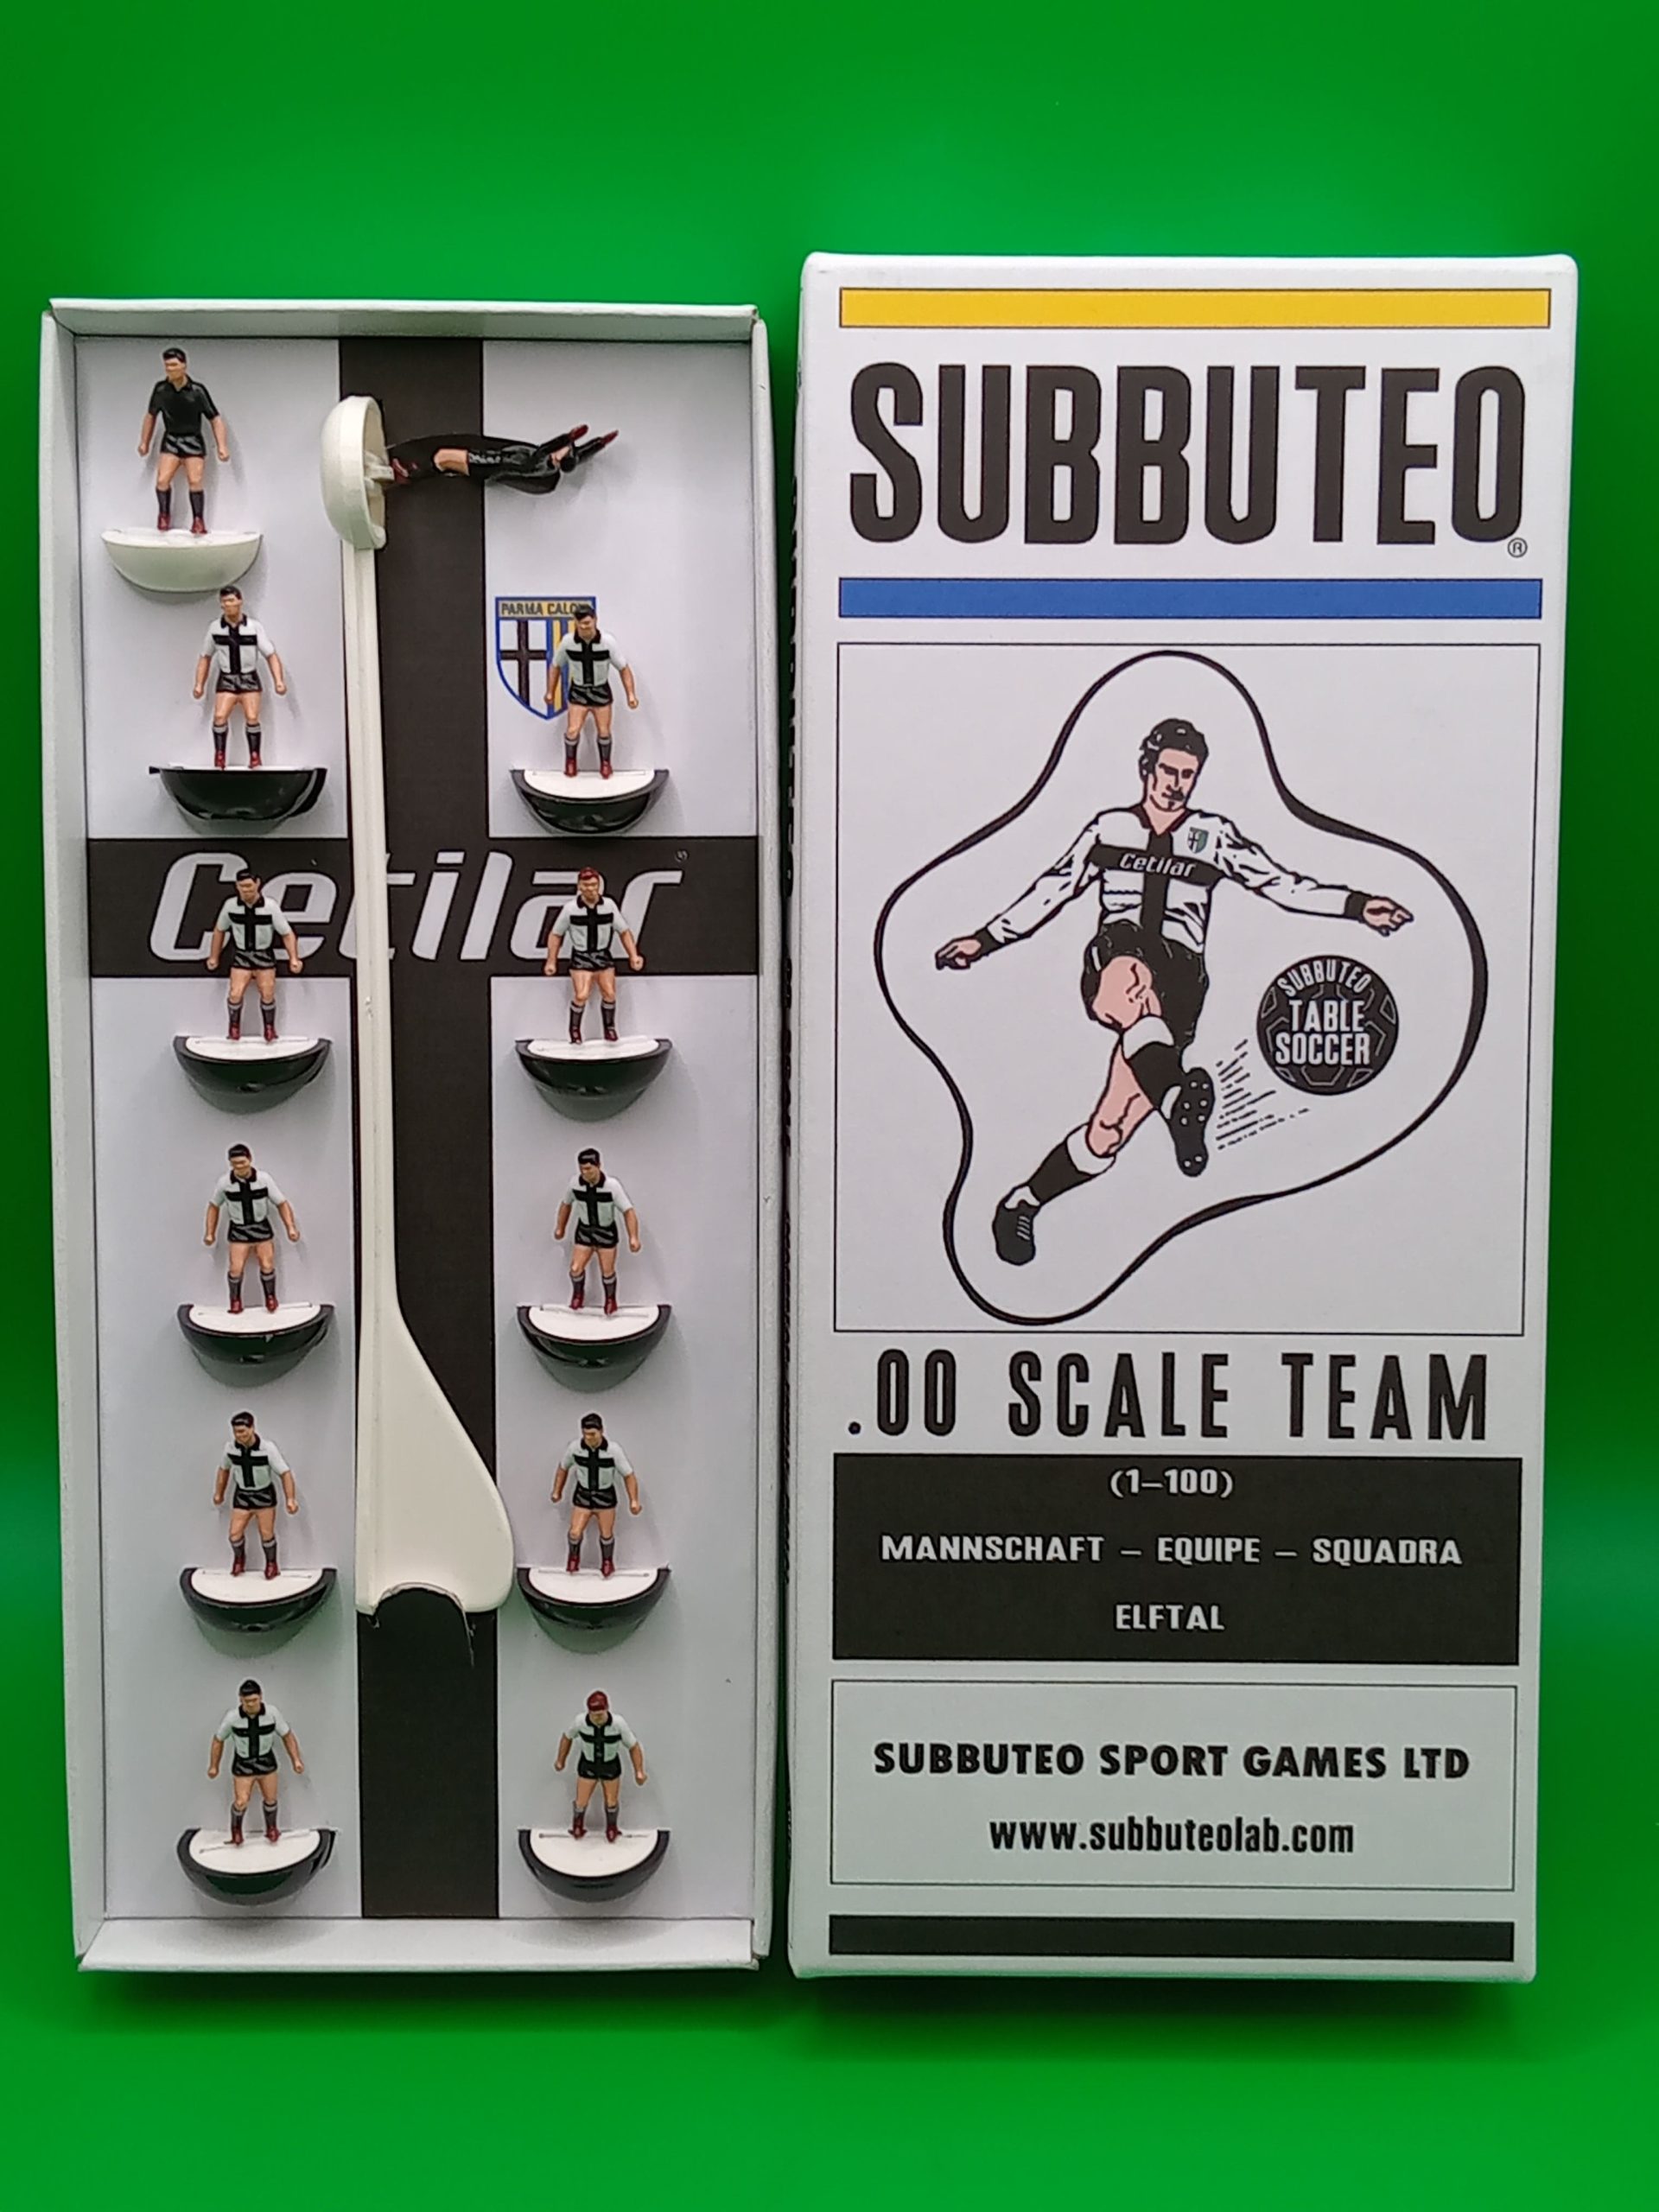 PARMA CALCIO
Cetilar
SUBBUTEO
®
Cetilar
SUBBUTEO
TABLE
SOCCER
.00 SCALE TEAM
(1–100)
MANNSCHAFT – EQUIPE – SQUADRA
ELFTAL
SUBBUTEO SPORT GAMES LTD
www.subbuteolab.com